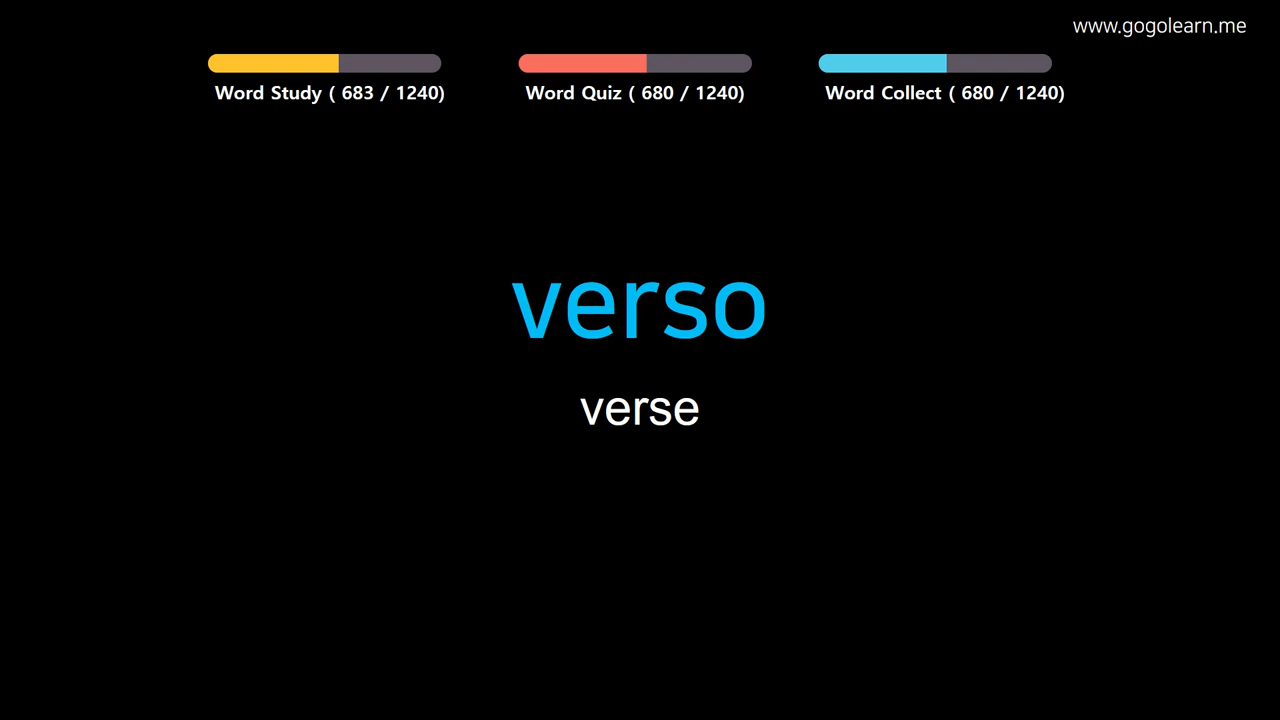 www.gogolearn.me
Word Study ( 683 / 1240)
Word Quiz ( 680 / 1240)
Word Collect ( 680 / 1240)
verso
verse